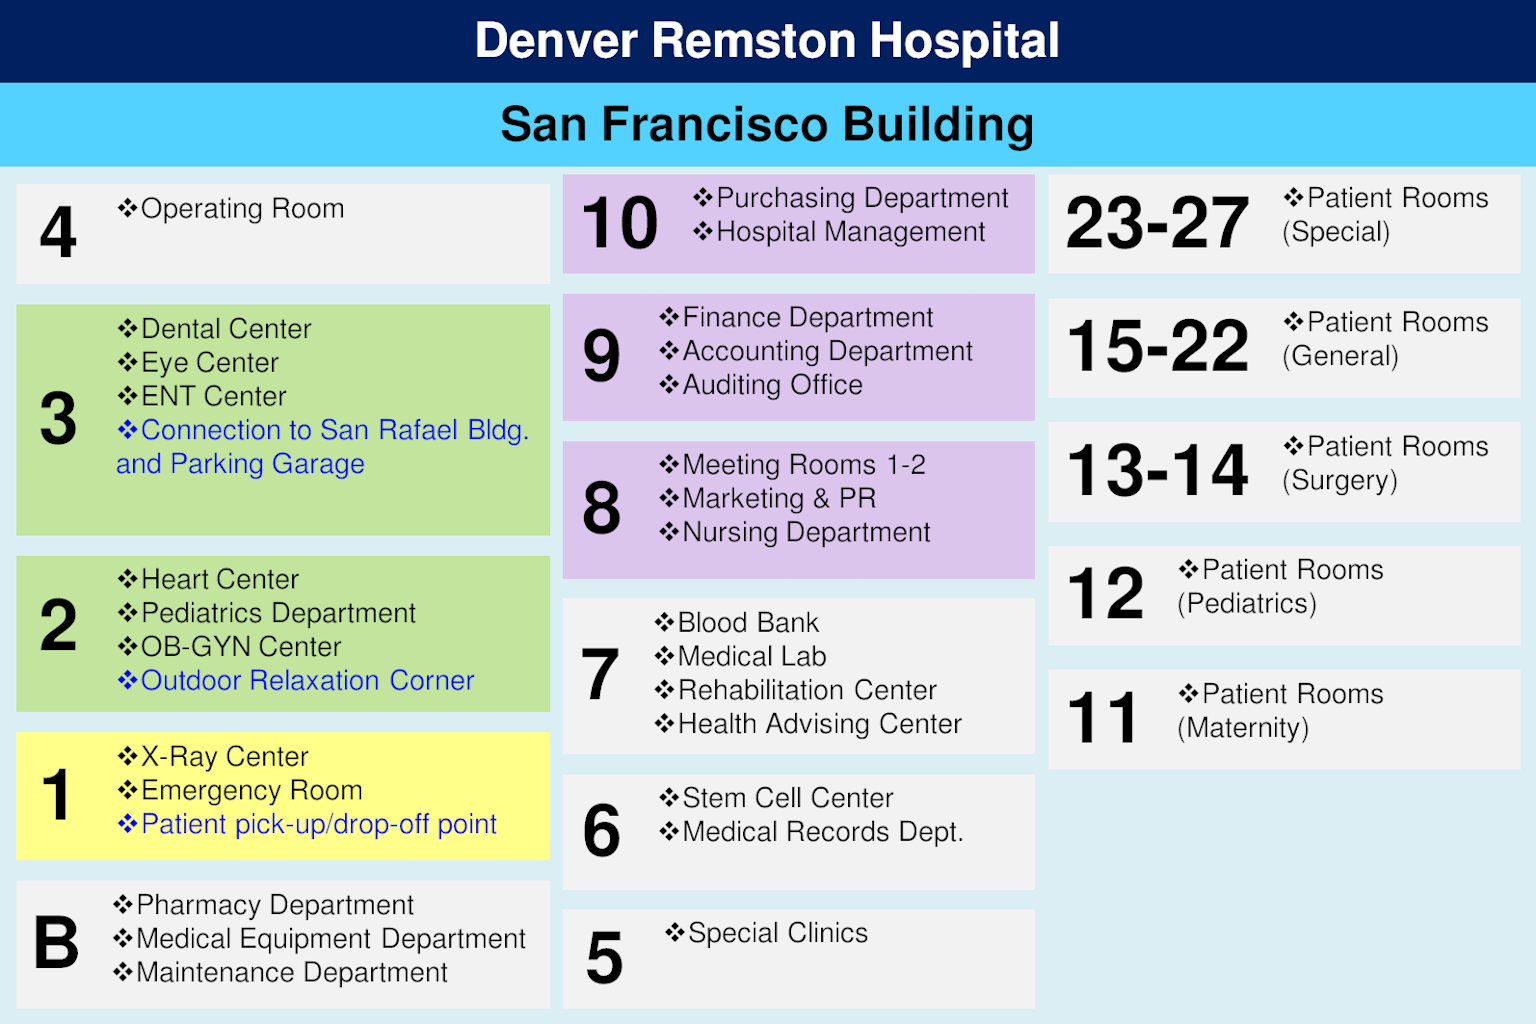 Denver Remston Hospital
San Francisco Building
4
❖Operating Room
3
❖Dental Center
❖Eye Center
❖ENT Center
❖Connection to San Rafael Bldg.
and Parking Garage
2
❖Heart Center
❖Pediatrics Department
❖OB-GYN Center
❖Outdoor Relaxation Corner
1
❖X-Ray Center
❖Emergency Room
❖Patient pick-up/drop-off point
B
❖Pharmacy Department
❖Medical Equipment Department
❖Maintenance Department
10
❖Purchasing Department
❖Hospital Management
9
❖Finance Department
❖Accounting Department
❖Auditing Office
8
❖Meeting Rooms 1-2
❖Marketing & PR
❖Nursing Department
7
❖Blood Bank
❖Medical Lab
❖Rehabilitation Center
❖Health Advising Center
6
❖Stem Cell Center
❖Medical Records Dept.
5
❖Special Clinics
23-27
❖Patient Rooms
(Special)
15-22
❖Patient Rooms
(General)
13-14
❖Patient Rooms
(Surgery)
12
❖Patient Rooms
(Pediatrics)
11
❖Patient Rooms
(Maternity)